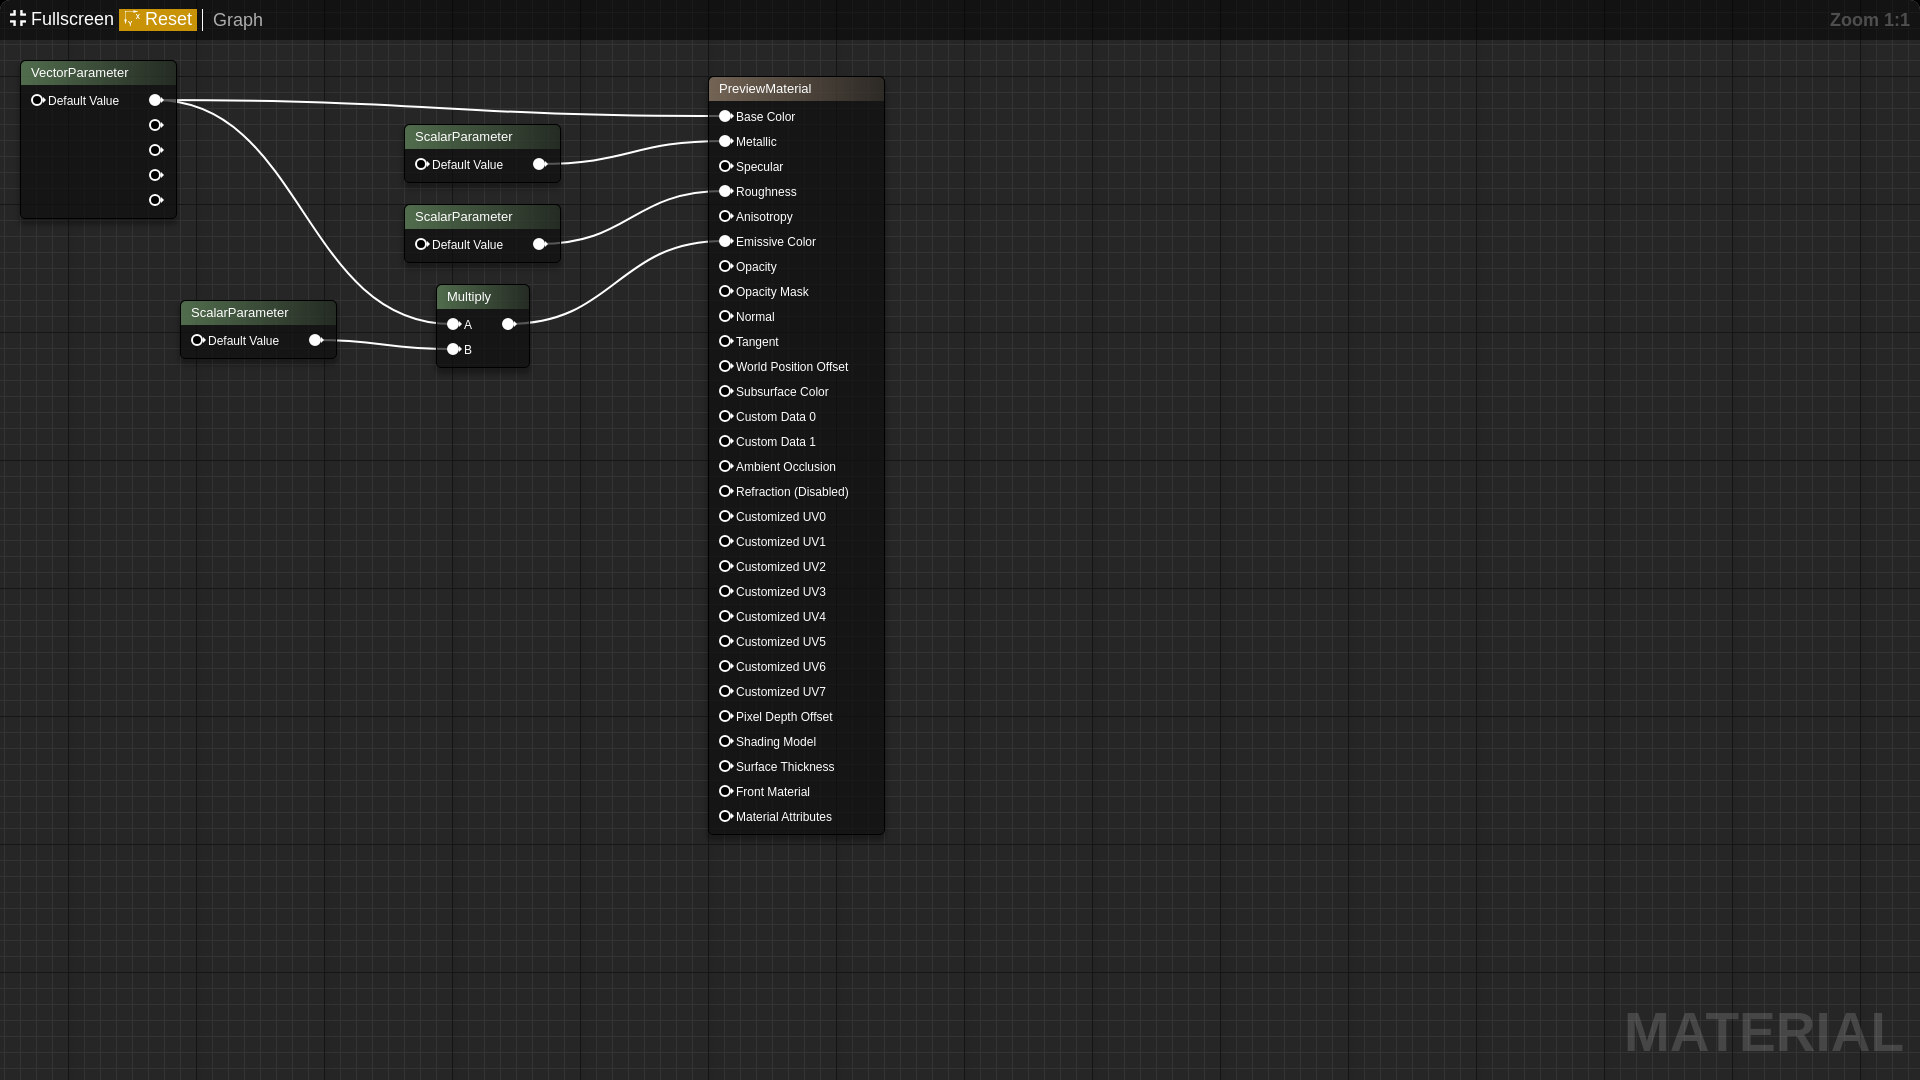 Fullscreen Reset Graph Zoom 1:1
VectorParameter
Default Value
ScalarParameter
Default Value
ScalarParameter
Default Value
ScalarParameter
Default Value
Multiply
A
B
PreviewMaterial
Base Color
Metallic
Specular
Roughness
Anisotropy
Emissive Color
Opacity
Opacity Mask
Normal
Tangent
World Position Offset
Subsurface Color
Custom Data 0
Custom Data 1
Ambient Occlusion
Refraction (Disabled)
Customized UV0
Customized UV1
Customized UV2
Customized UV3
Customized UV4
Customized UV5
Customized UV6
Customized UV7
Pixel Depth Offset
Shading Model
Surface Thickness
Front Material
Material Attributes
MATERIAL